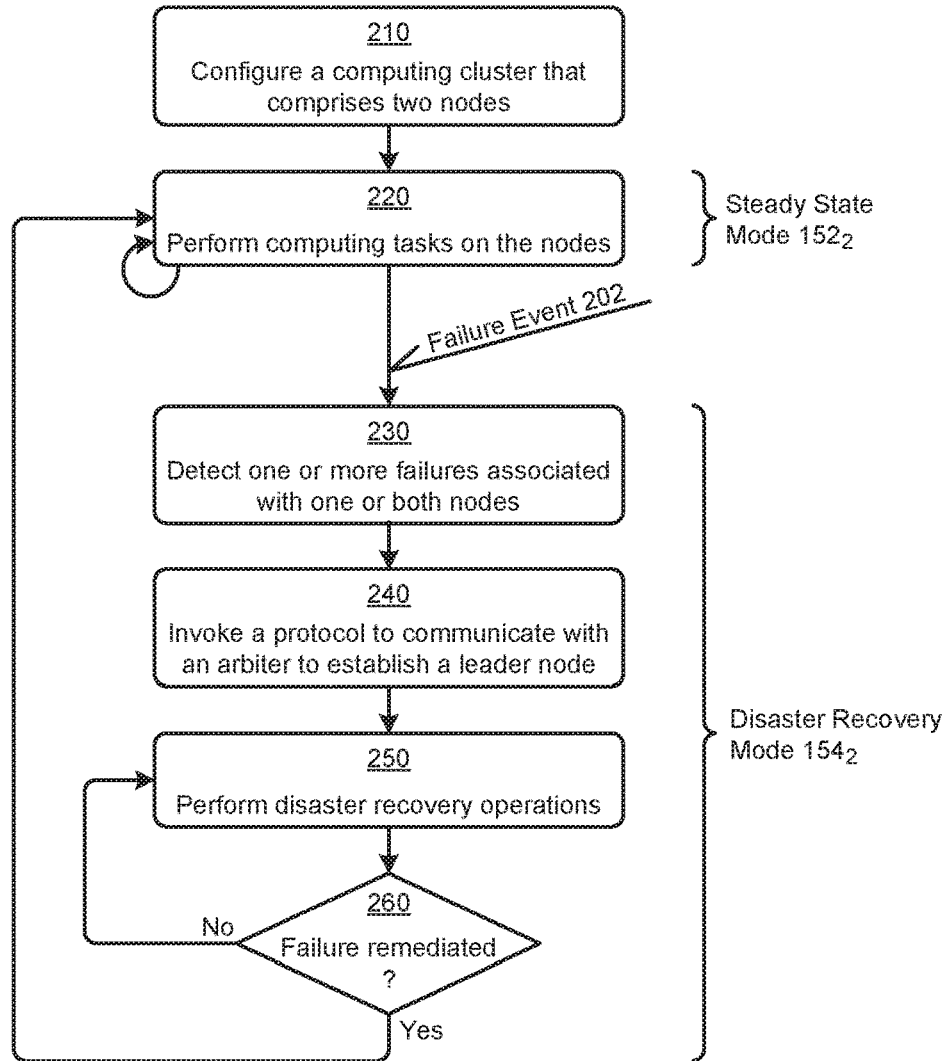 210
Configure a computing cluster that
comprises two nodes
220
Perform computing tasks on the nodes
Steady State
Mode 152₂
Failure Event 202
230
Detect one or more failures associated
with one or both nodes
240
Invoke a protocol to communicate with
an arbiter to establish a leader node
250
Perform disaster recovery operations
Disaster Recovery
Mode 154₂
260
Failure remediated
?
No
Yes